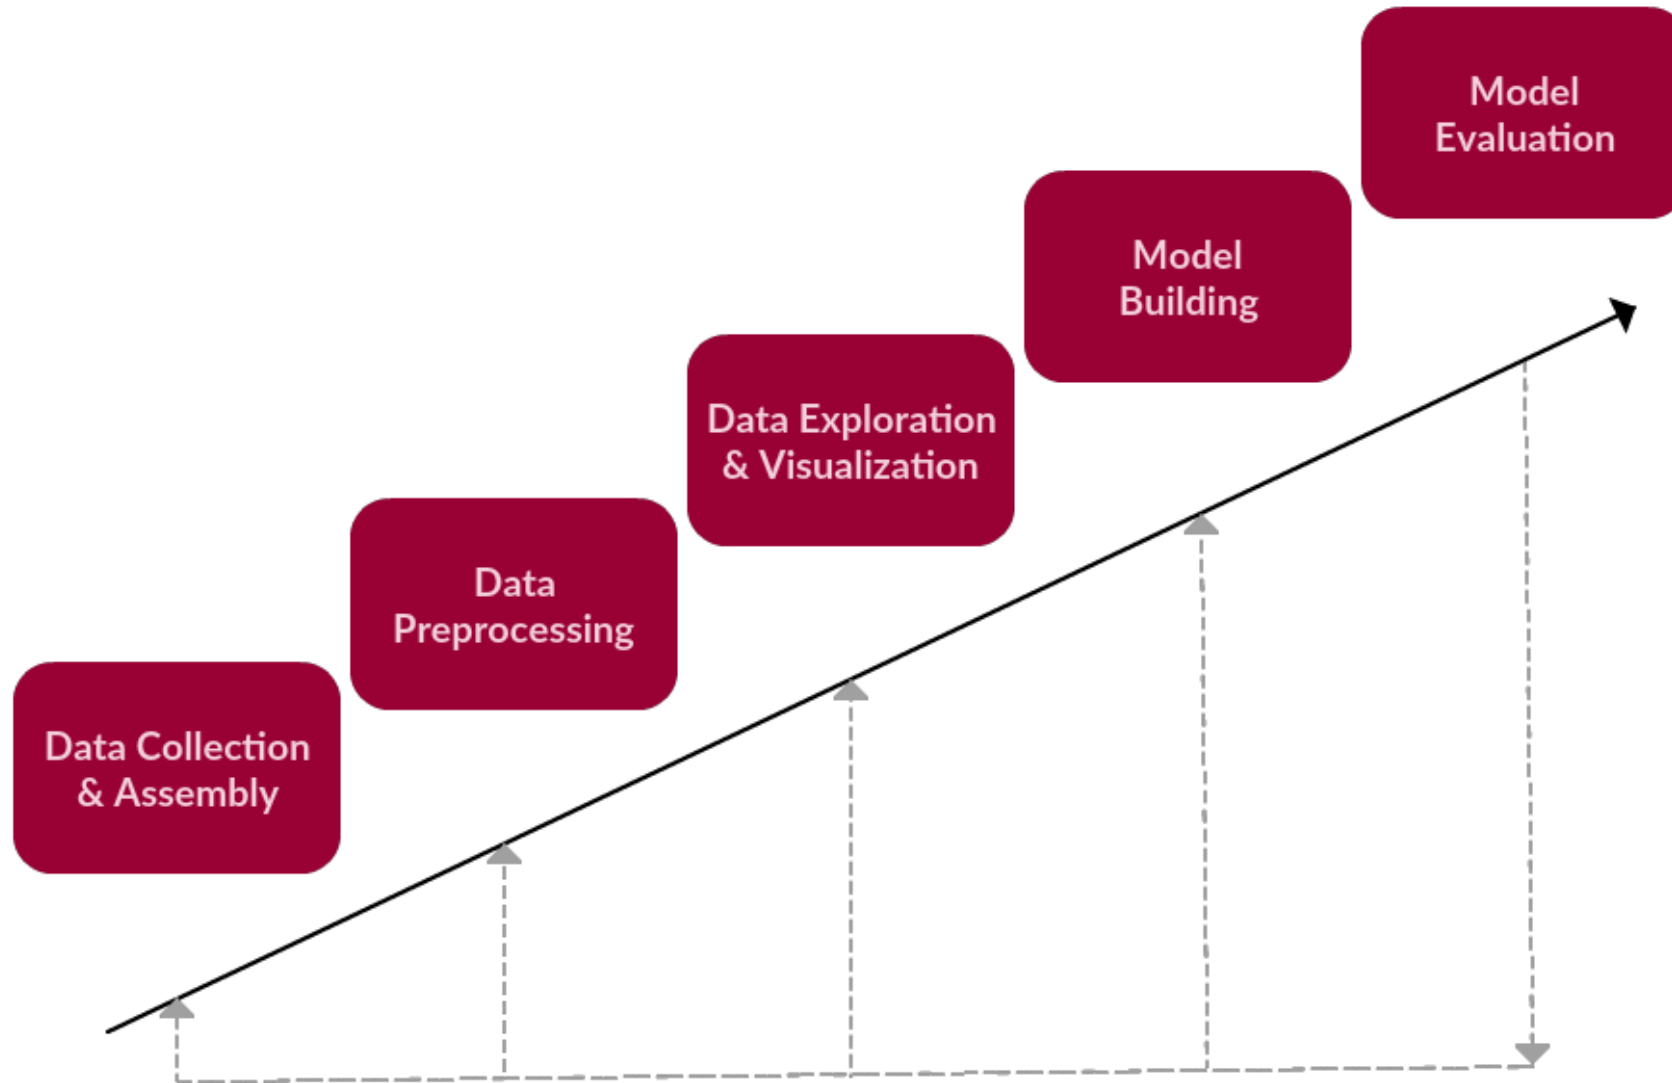 Model
Evaluation
Model
Building
Data Exploration
& Visualization
Data
Preprocessing
Data Collection
& Assembly